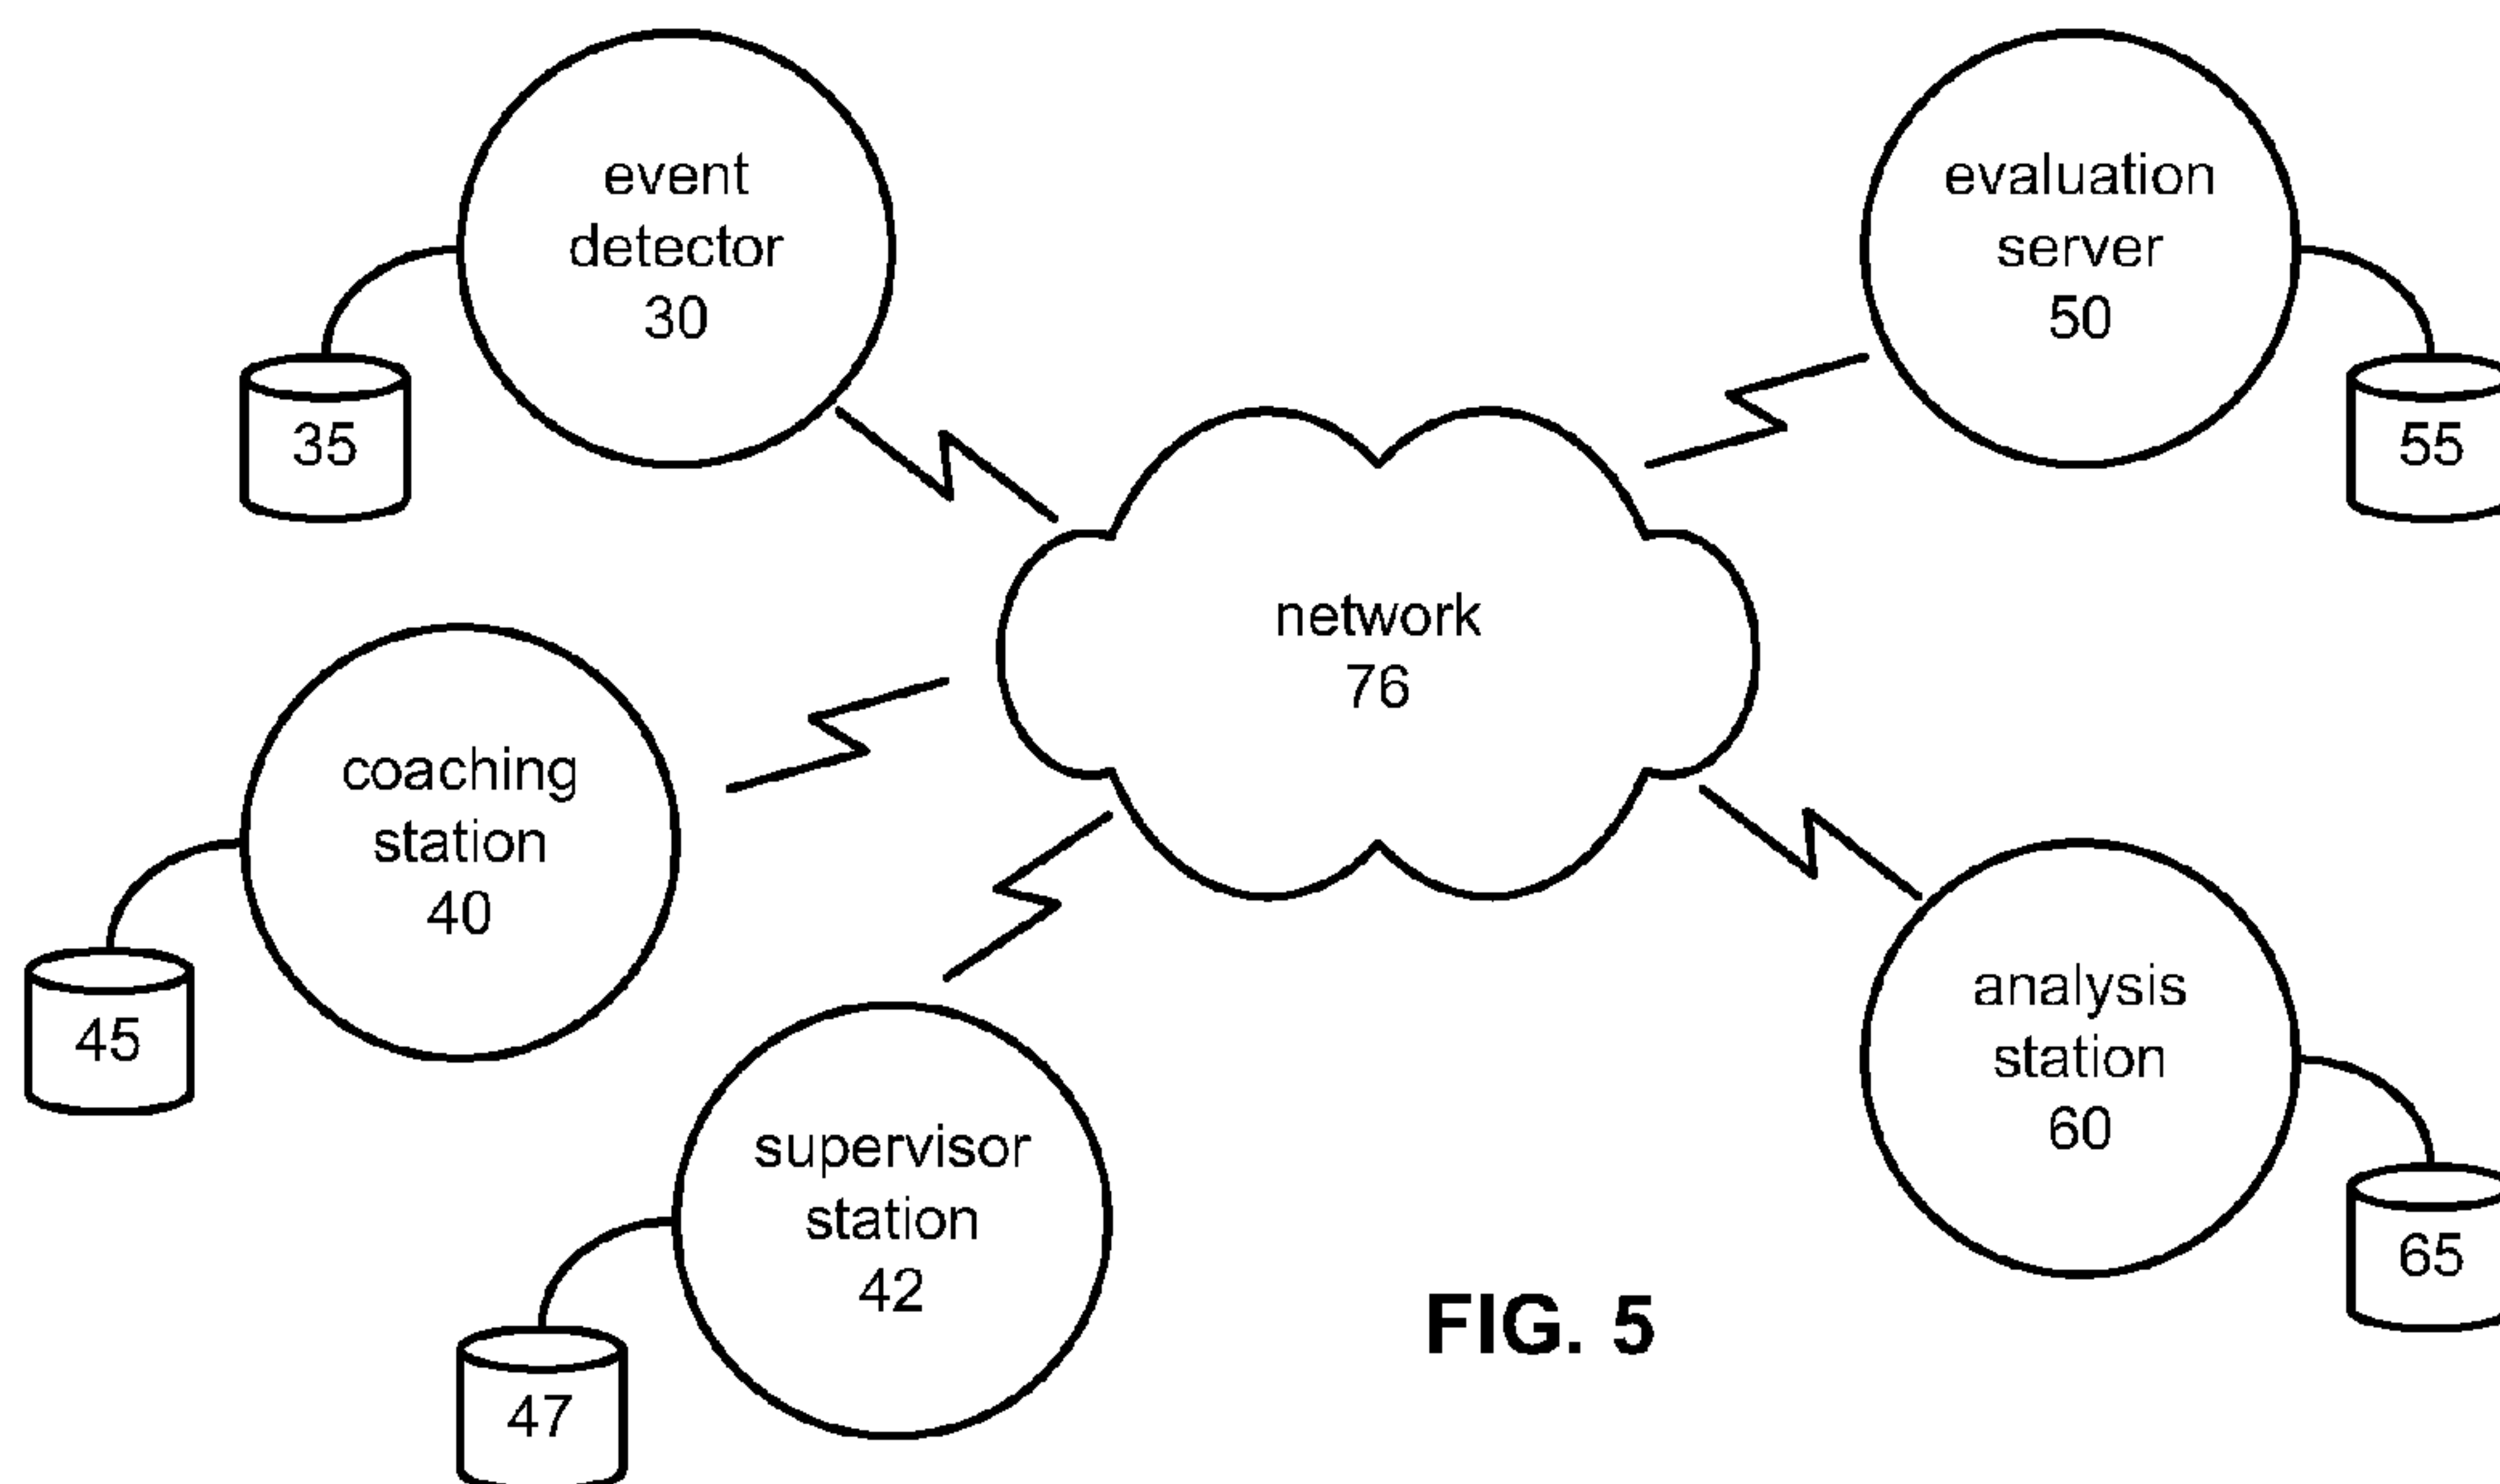 event
detector
30
35
evaluation
server
50
55
network
76
coaching
station
40
45
supervisor
station
42
47
analysis
station
60
65
FIG. 5